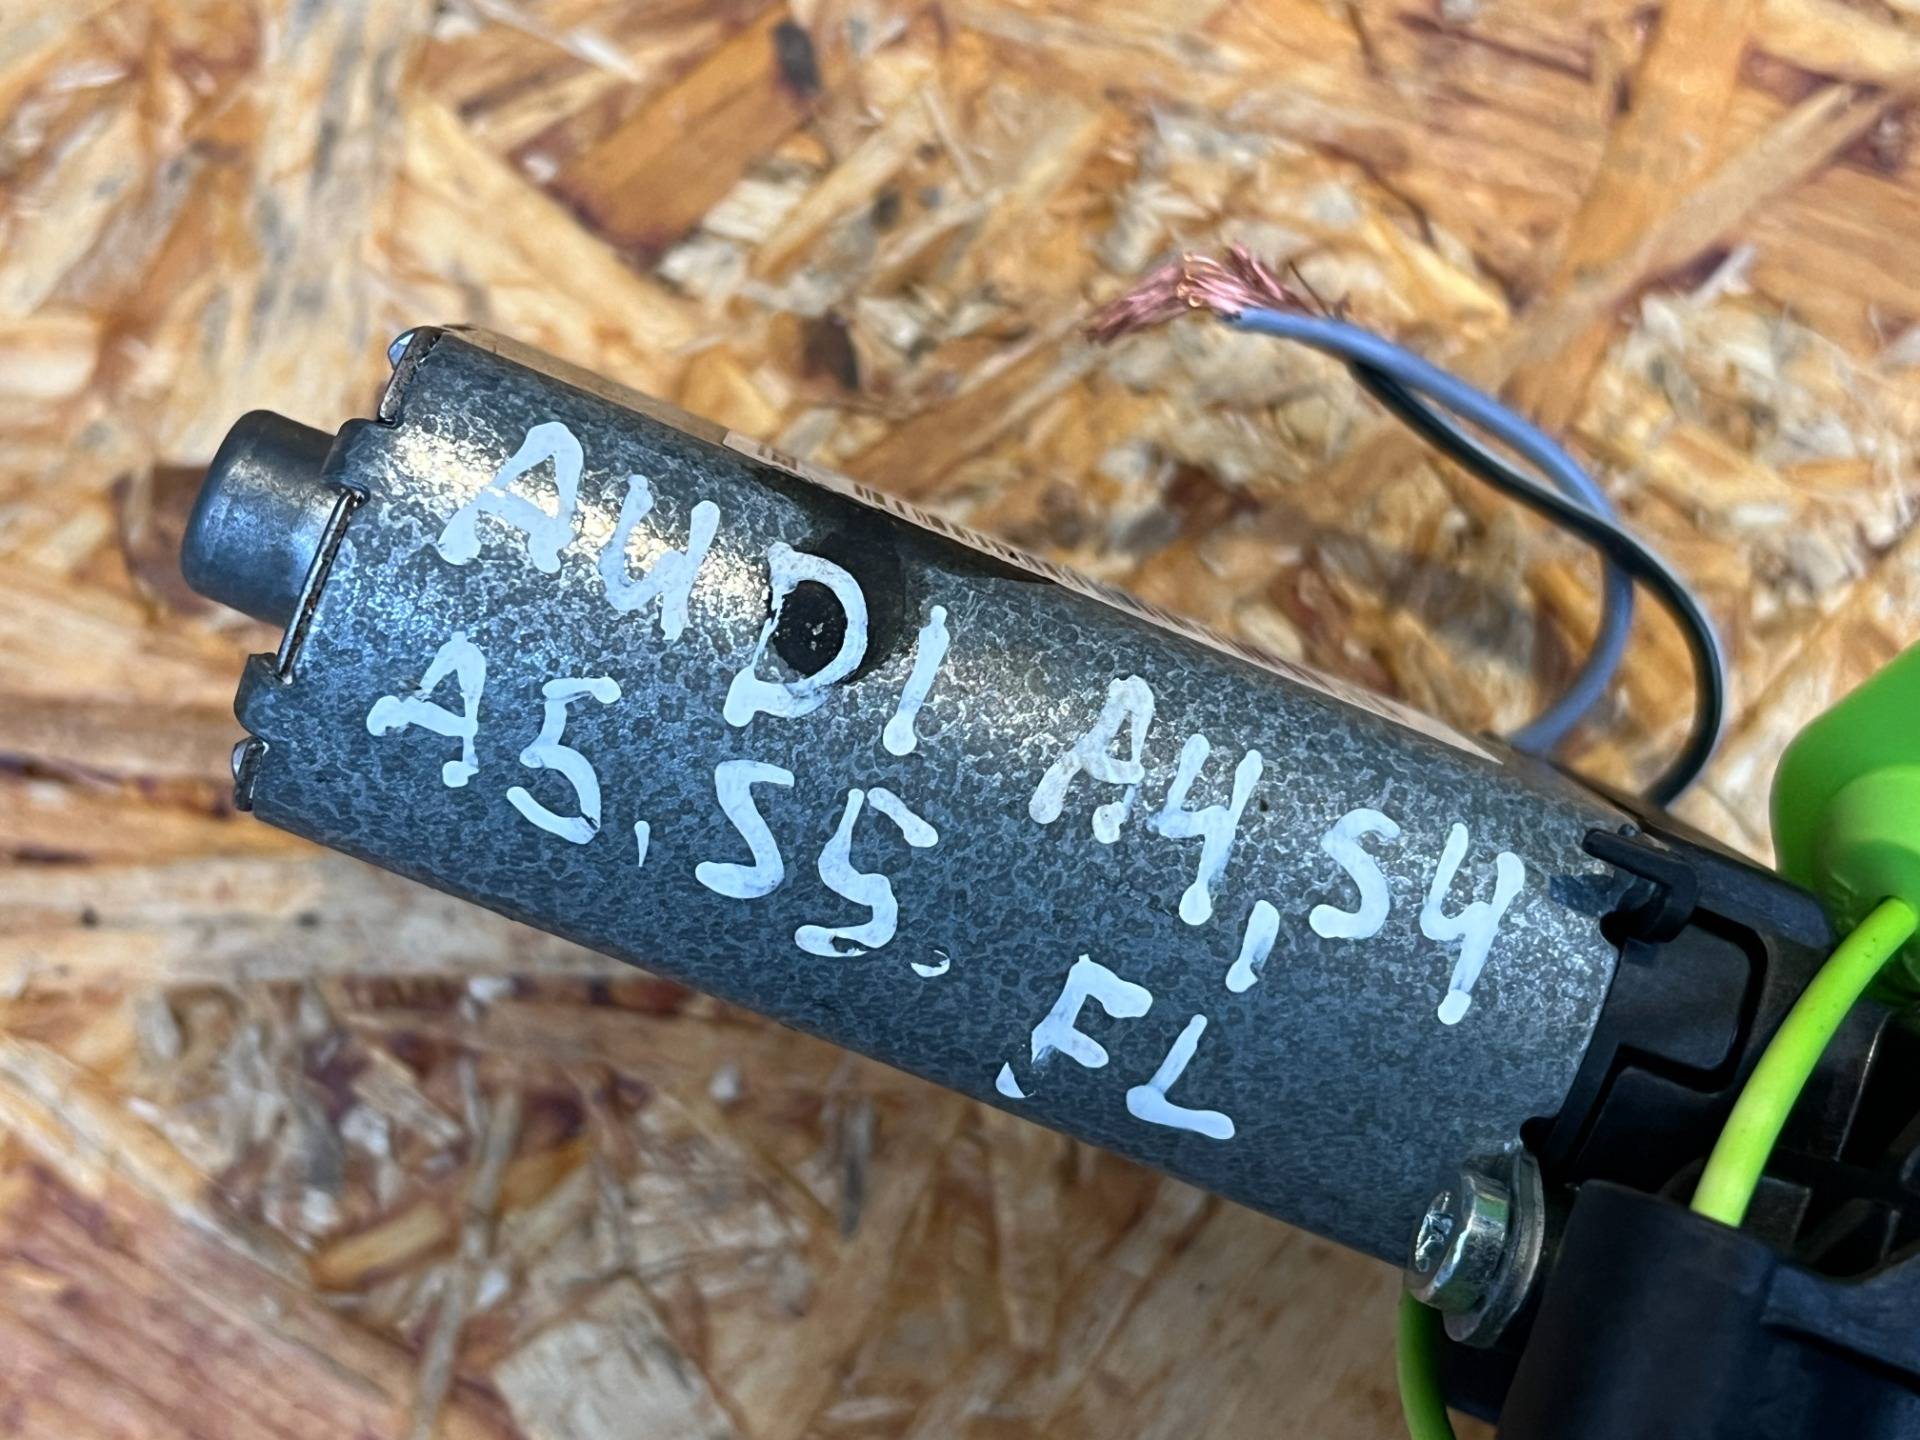 AUDI A4, S4
A5, S5. FL